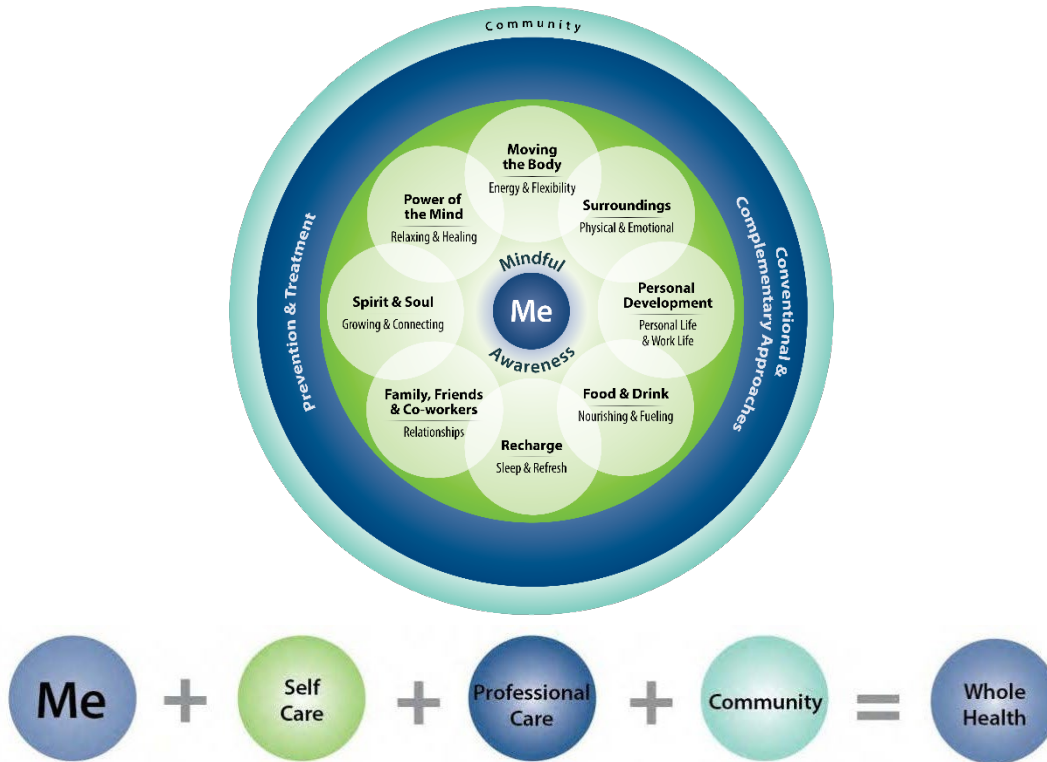 Community
Moving
the Body
Energy & Flexibility
Surroundings
Physical & Emotional
Personal
Development
Personal Life
& Work Life
Food & Drink
Nourishing & Fueling
Recharge
Sleep & Refresh
Family, Friends
& Co-workers
Relationships
Spirit & Soul
Growing & Connecting
Power of
the Mind
Relaxing & Healing
Mindful
Me
Awareness
Prevention & Treatment
Conventional &
Complementary Approaches
Me
+
Self
Care
+
Professional
Care
+
Community
=
Whole
Health